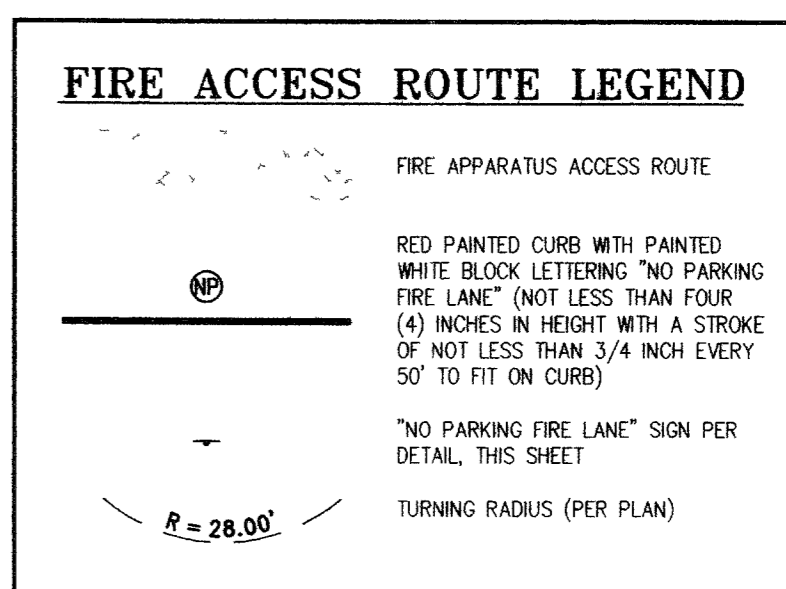 FIRE ACCESS ROUTE LEGEND
FIRE APPARATUS ACCESS ROUTE
NP
RED PAINTED CURB WITH PAINTED
WHITE BLOCK LETTERING "NO PARKING
FIRE LANE" (NOT LESS THAN FOUR
(4) INCHES IN HEIGHT WITH A STROKE
OF NOT LESS THAN 3/4 INCH EVERY
50' TO FIT ON CURB)
"NO PARKING FIRE LANE" SIGN PER
DETAIL, THIS SHEET
R = 28.00'
TURNING RADIUS (PER PLAN)